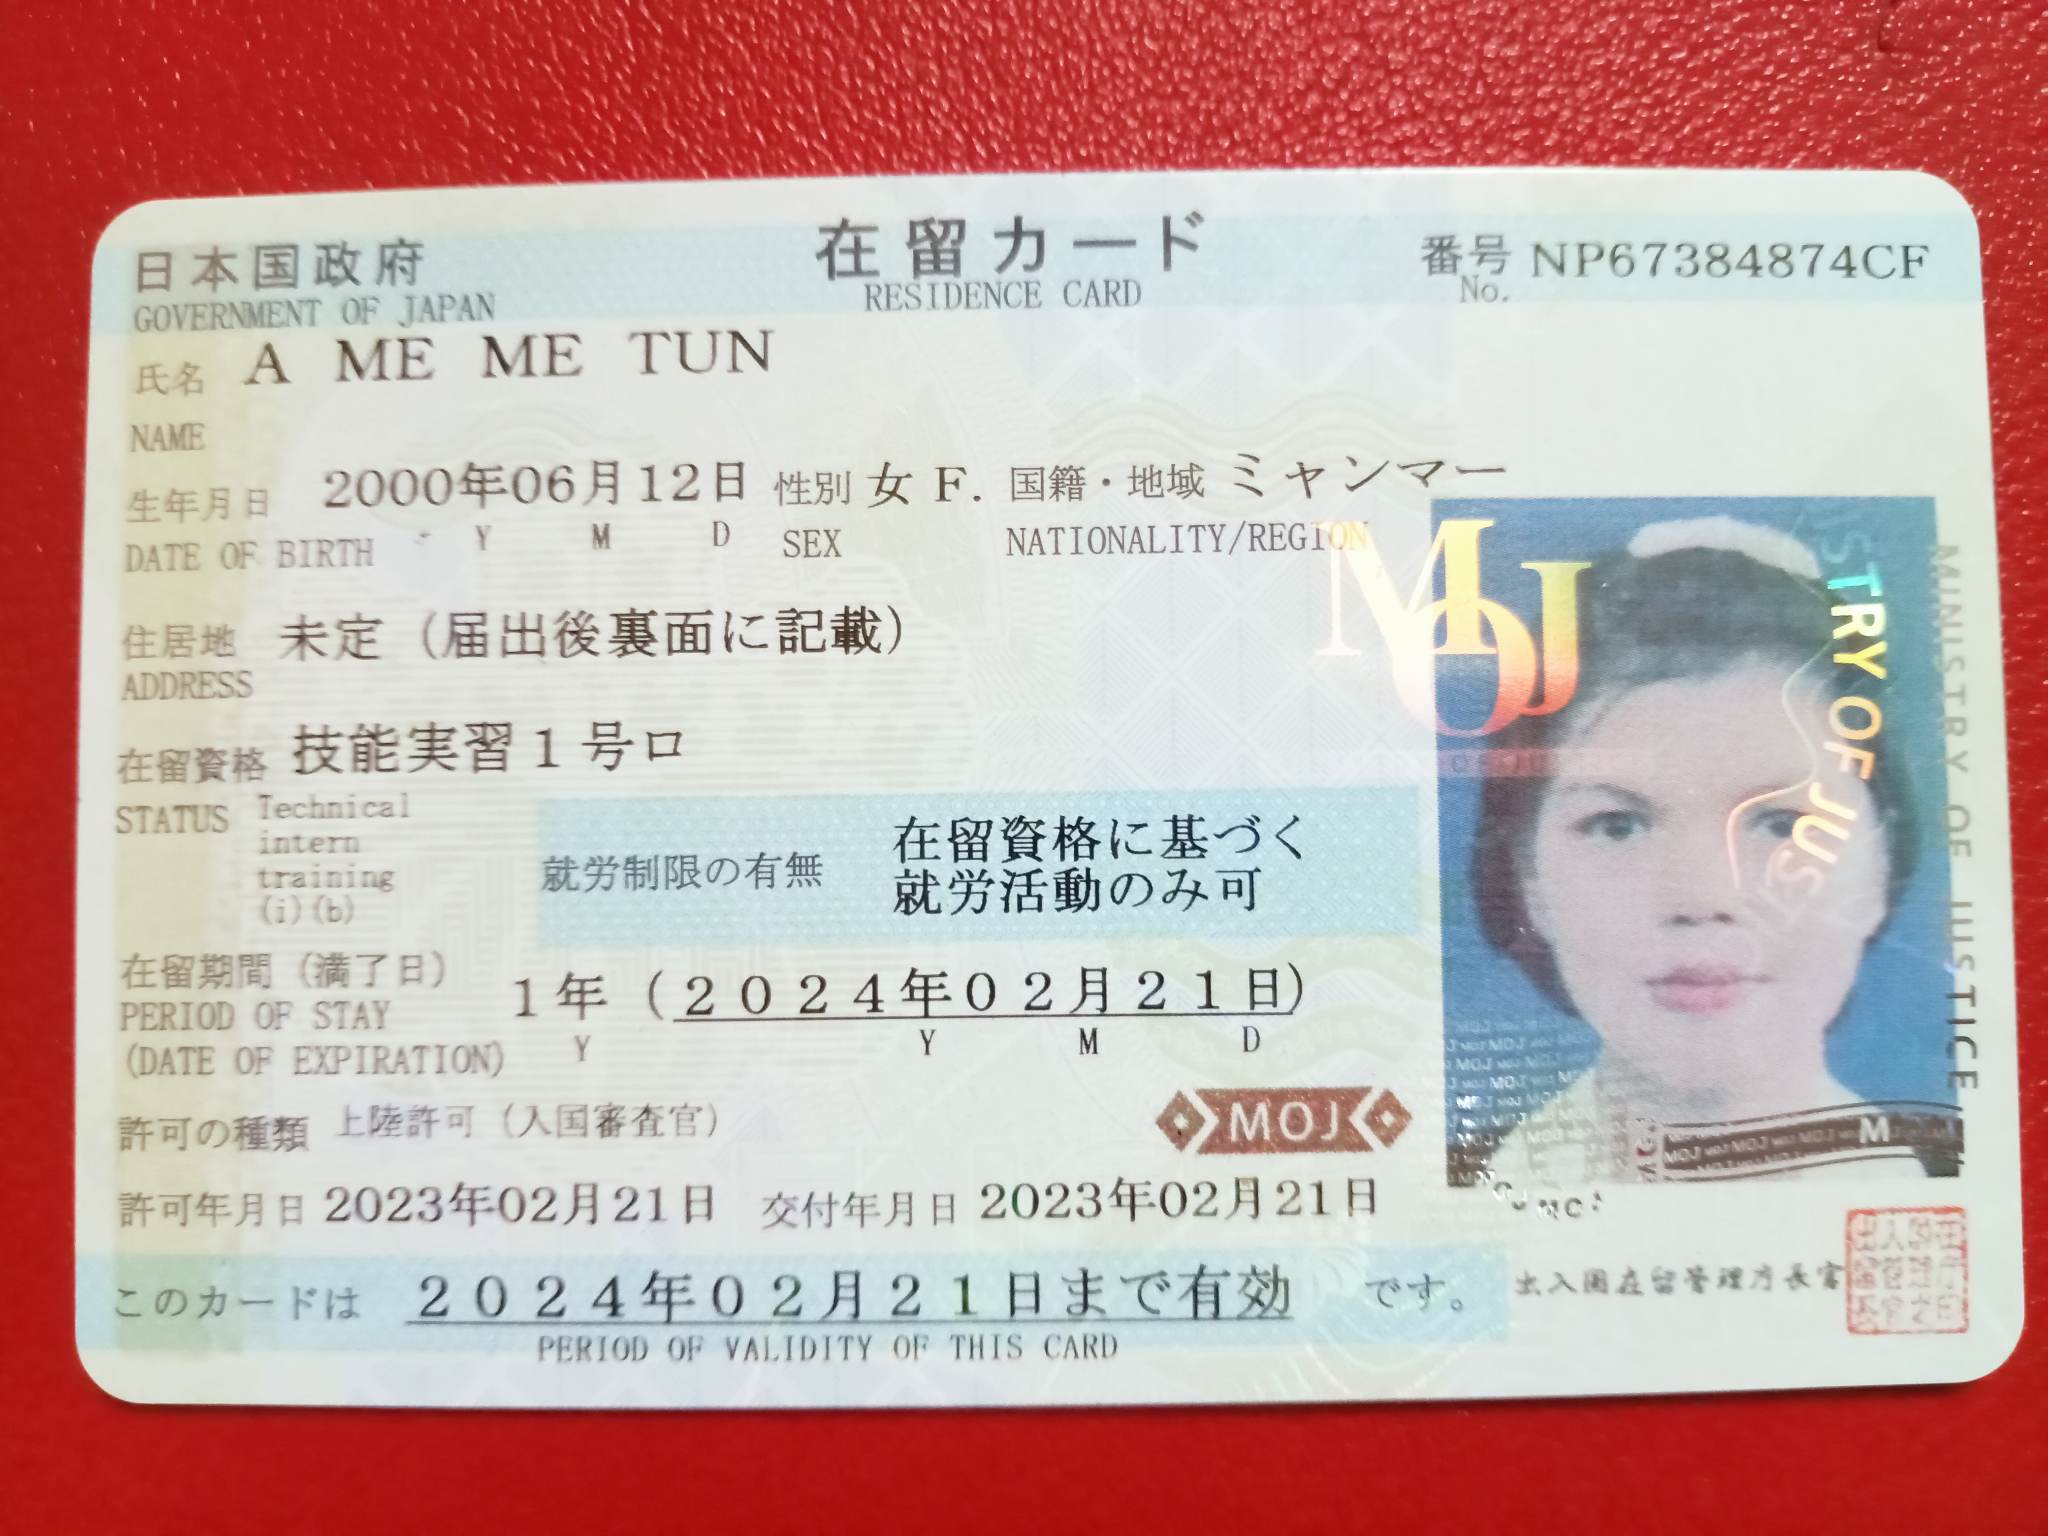 日本国政府
GOVERNMENT OF JAPAN
在留カード
RESIDENCE CARD
番号 NP67384874CF
No.
氏名 A ME ME TUN
NAME
生年月日 2000年06月12日 性別 女 F. 国籍・地域 ミャンマー
DATE OF BIRTH Y M D SEX NATIONALITY/REGION
住居地 未定（届出後裏面に記載）
ADDRESS
在留資格 技能実習1号ロ
STATUS Technical
intern
training
(i)(b)
就労制限の有無 在留資格に基づく
就労活動のみ可
在留期間（満了日）
PERIOD OF STAY
(DATE OF EXPIRATION)
1年（2024年02月21日）
Y Y M D
許可の種類 上陸許可（入国審査官）
MOJ
許可年月日 2023年02月21日 交付年月日 2023年02月21日
このカードは 2024年02月21日まで有効 です。
PERIOD OF VALIDITY OF THIS CARD
出入国在留管理庁長官
MOJ
MINISTRY OF JUSTICE
STRY OF JUS